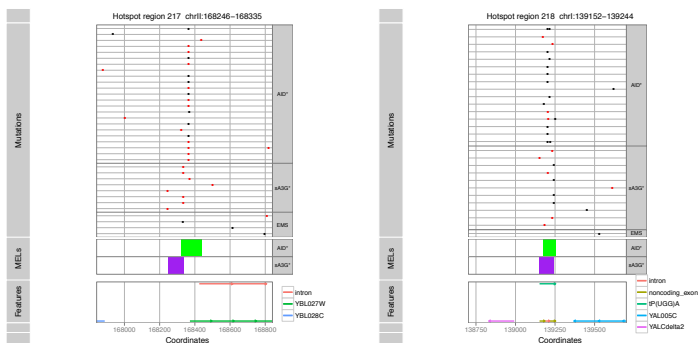 Hotspot region 217 chrII:168246−168335
Mutations
AID*
sA3G*
EMS
MELs
AID*
sA3G*
Features
168000
168200
168400
168600
168800
Coordinates
intron
YBL027W
YBL028C
Hotspot region 218 chrI:139152−139244
Mutations
AID*
sA3G*
EMS
MELs
AID*
sA3G*
Features
138750
139000
139250
139500
Coordinates
intron
noncoding_exon
tP(UGG)A
YAL005C
YALCdelta2